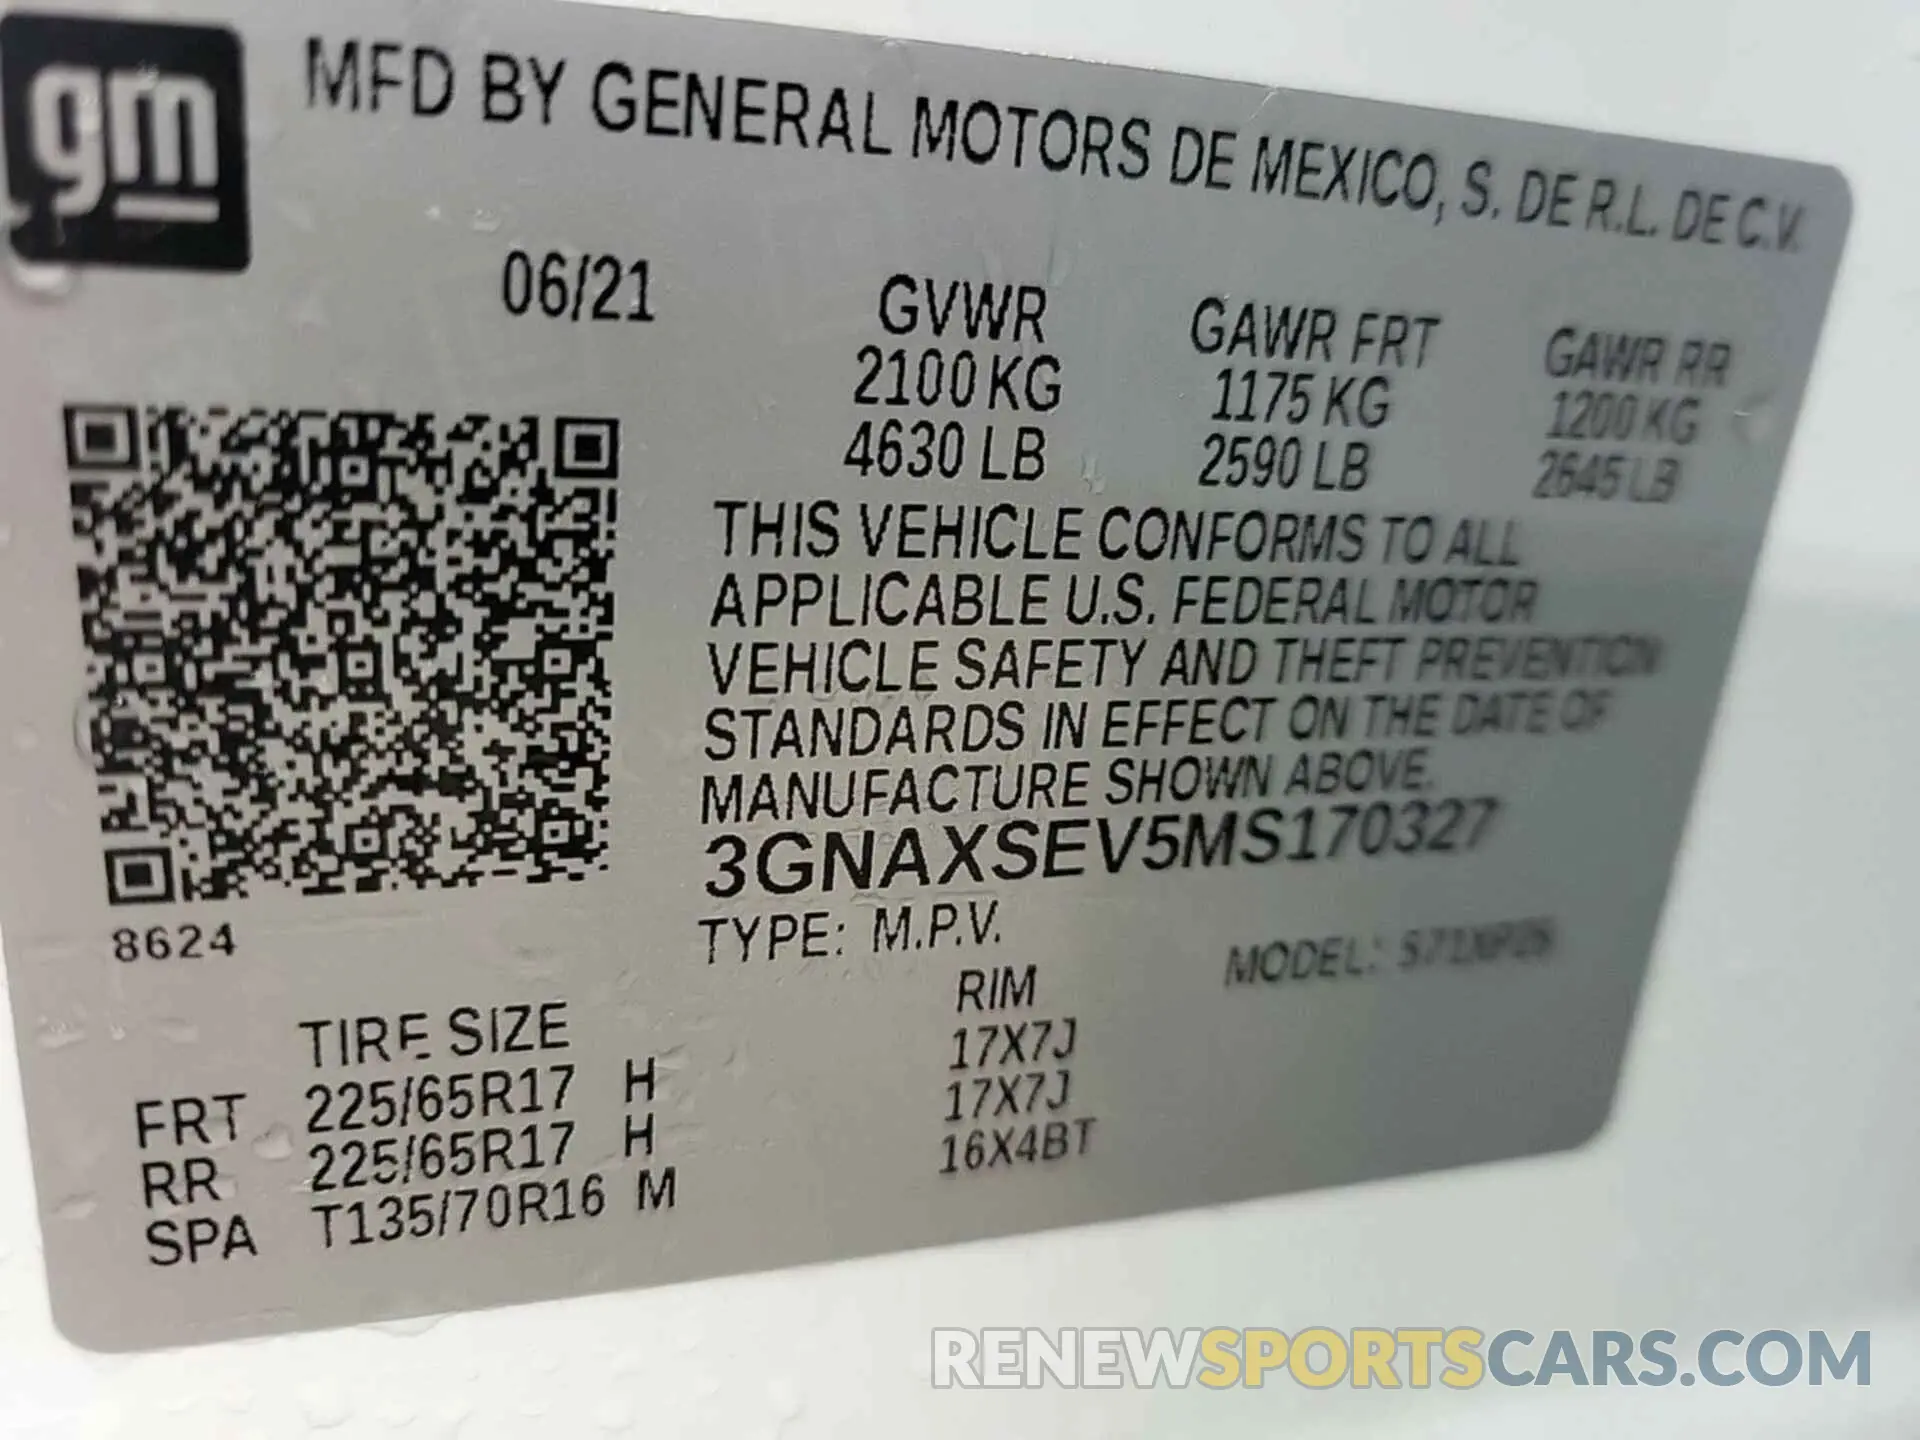 gm
MFD BY GENERAL MOTORS DE MEXICO, S. DE R.L. DE C.V.
06/21
GVWR GAWR FRT GAWR RR
2100 KG 1175 KG 1200 KG
4630 LB 2590 LB 2645 LB
THIS VEHICLE CONFORMS TO ALL
APPLICABLE U.S. FEDERAL MOTOR
VEHICLE SAFETY AND THEFT PREVENTION
STANDARDS IN EFFECT ON THE DATE OF
MANUFACTURE SHOWN ABOVE.
3GNAXSEV5MS170327
8624
TYPE: M.P.V. MODEL:
TIRE SIZE RIM
FRT 225/65R17 H 17X7J
RR 225/65R17 H 17X7J
SPA T135/70R16 M 16X4BT
RENEWSPORTSCARS.COM